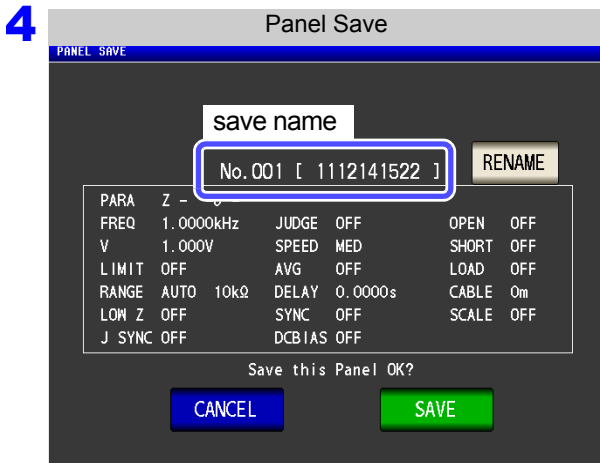 4
Panel Save
PANEL SAVE
save name
No.001 [ 1112141522 ] RENAME
PARA Z -
FREQ 1.0000kHz JUDGE OFF OPEN OFF
V 1.000V SPEED MED SHORT OFF
LIMIT OFF AVG OFF LOAD OFF
RANGE AUTO 10kΩ DELAY 0.0000s CABLE 0m
LOW Z OFF SYNC OFF SCALE OFF
J SYNC OFF DCBIAS OFF
Save this Panel OK?
CANCEL SAVE